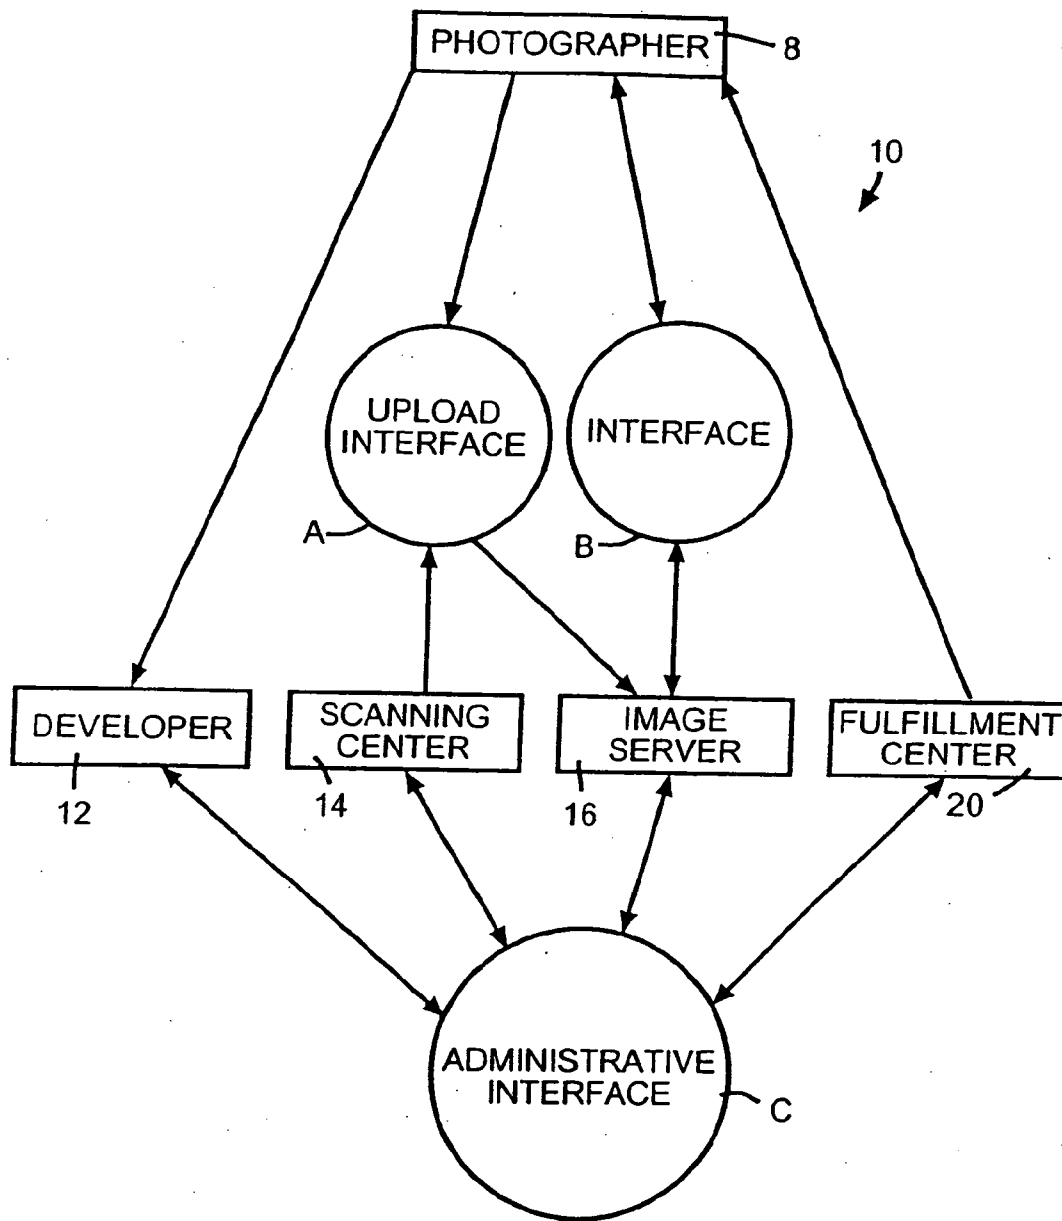 PHOTOGRAPHER
8
10
UPLOAD
INTERFACE
INTERFACE
A
B
DEVELOPER
SCANNING
CENTER
IMAGE
SERVER
FULFILLMENT
CENTER
12
14
16
20
ADMINISTRATIVE
INTERFACE
C